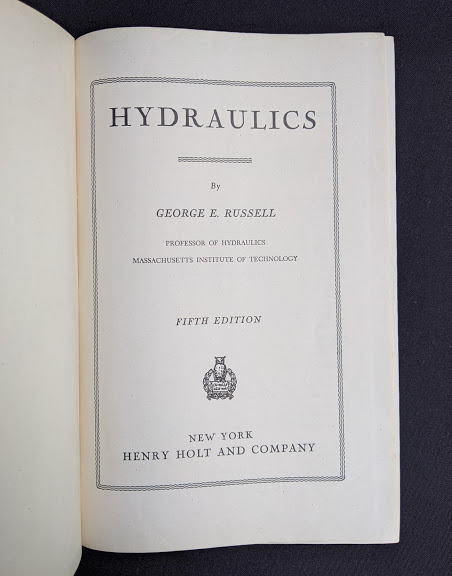 HYDRAULICS
By
GEORGE E. RUSSELL
PROFESSOR OF HYDRAULICS
MASSACHUSETTS INSTITUTE OF TECHNOLOGY
FIFTH EDITION
NEW YORK
HENRY HOLT AND COMPANY